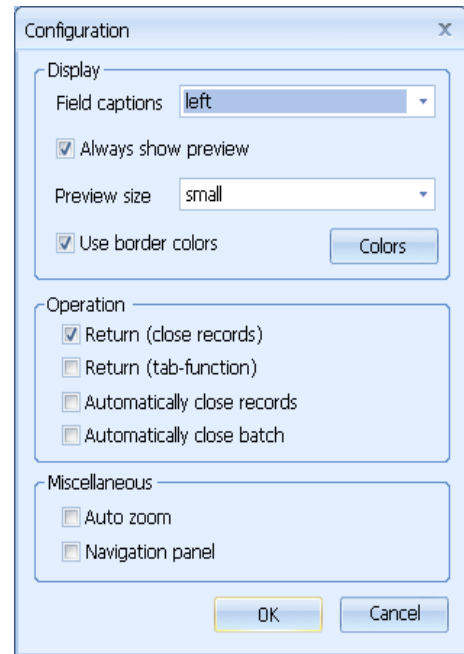 Configuration
Display
Field captions left
Always show preview
Preview size small
Use border colors Colors
Operation
Return (close records)
Return (tab-function)
Automatically close records
Automatically close batch
Miscellaneous
Auto zoom
Navigation panel
OK Cancel